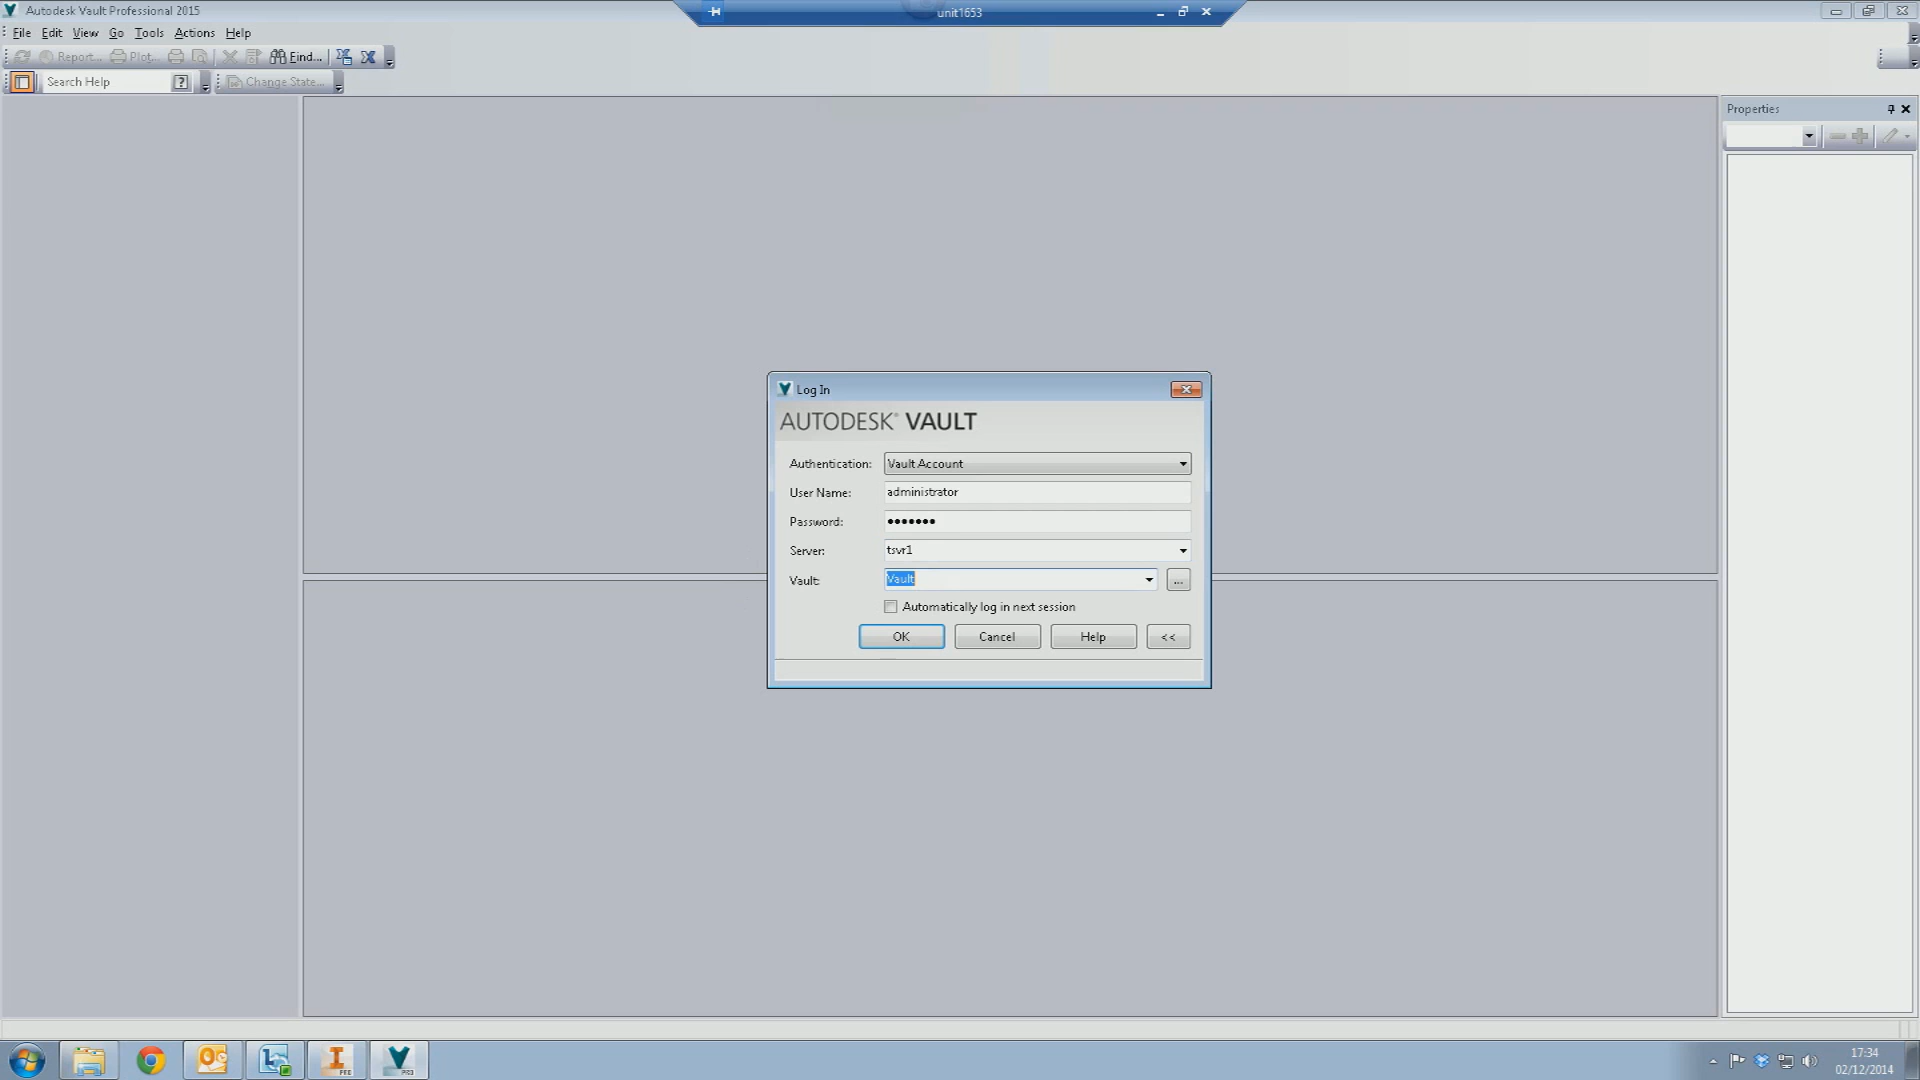 Autodesk Vault Professional 2015
unit1653
File Edit View Go Tools Actions Help
Report... Plot... Find...
Search Help Change State...
Properties
Log In
AUTODESK® VAULT
Authentication: Vault Account
User Name: administrator
Password: •••••••
Server: tsvr1
Vault: Vault ...
Automatically log in next session
OK Cancel Help <<
17:34
02/12/2014